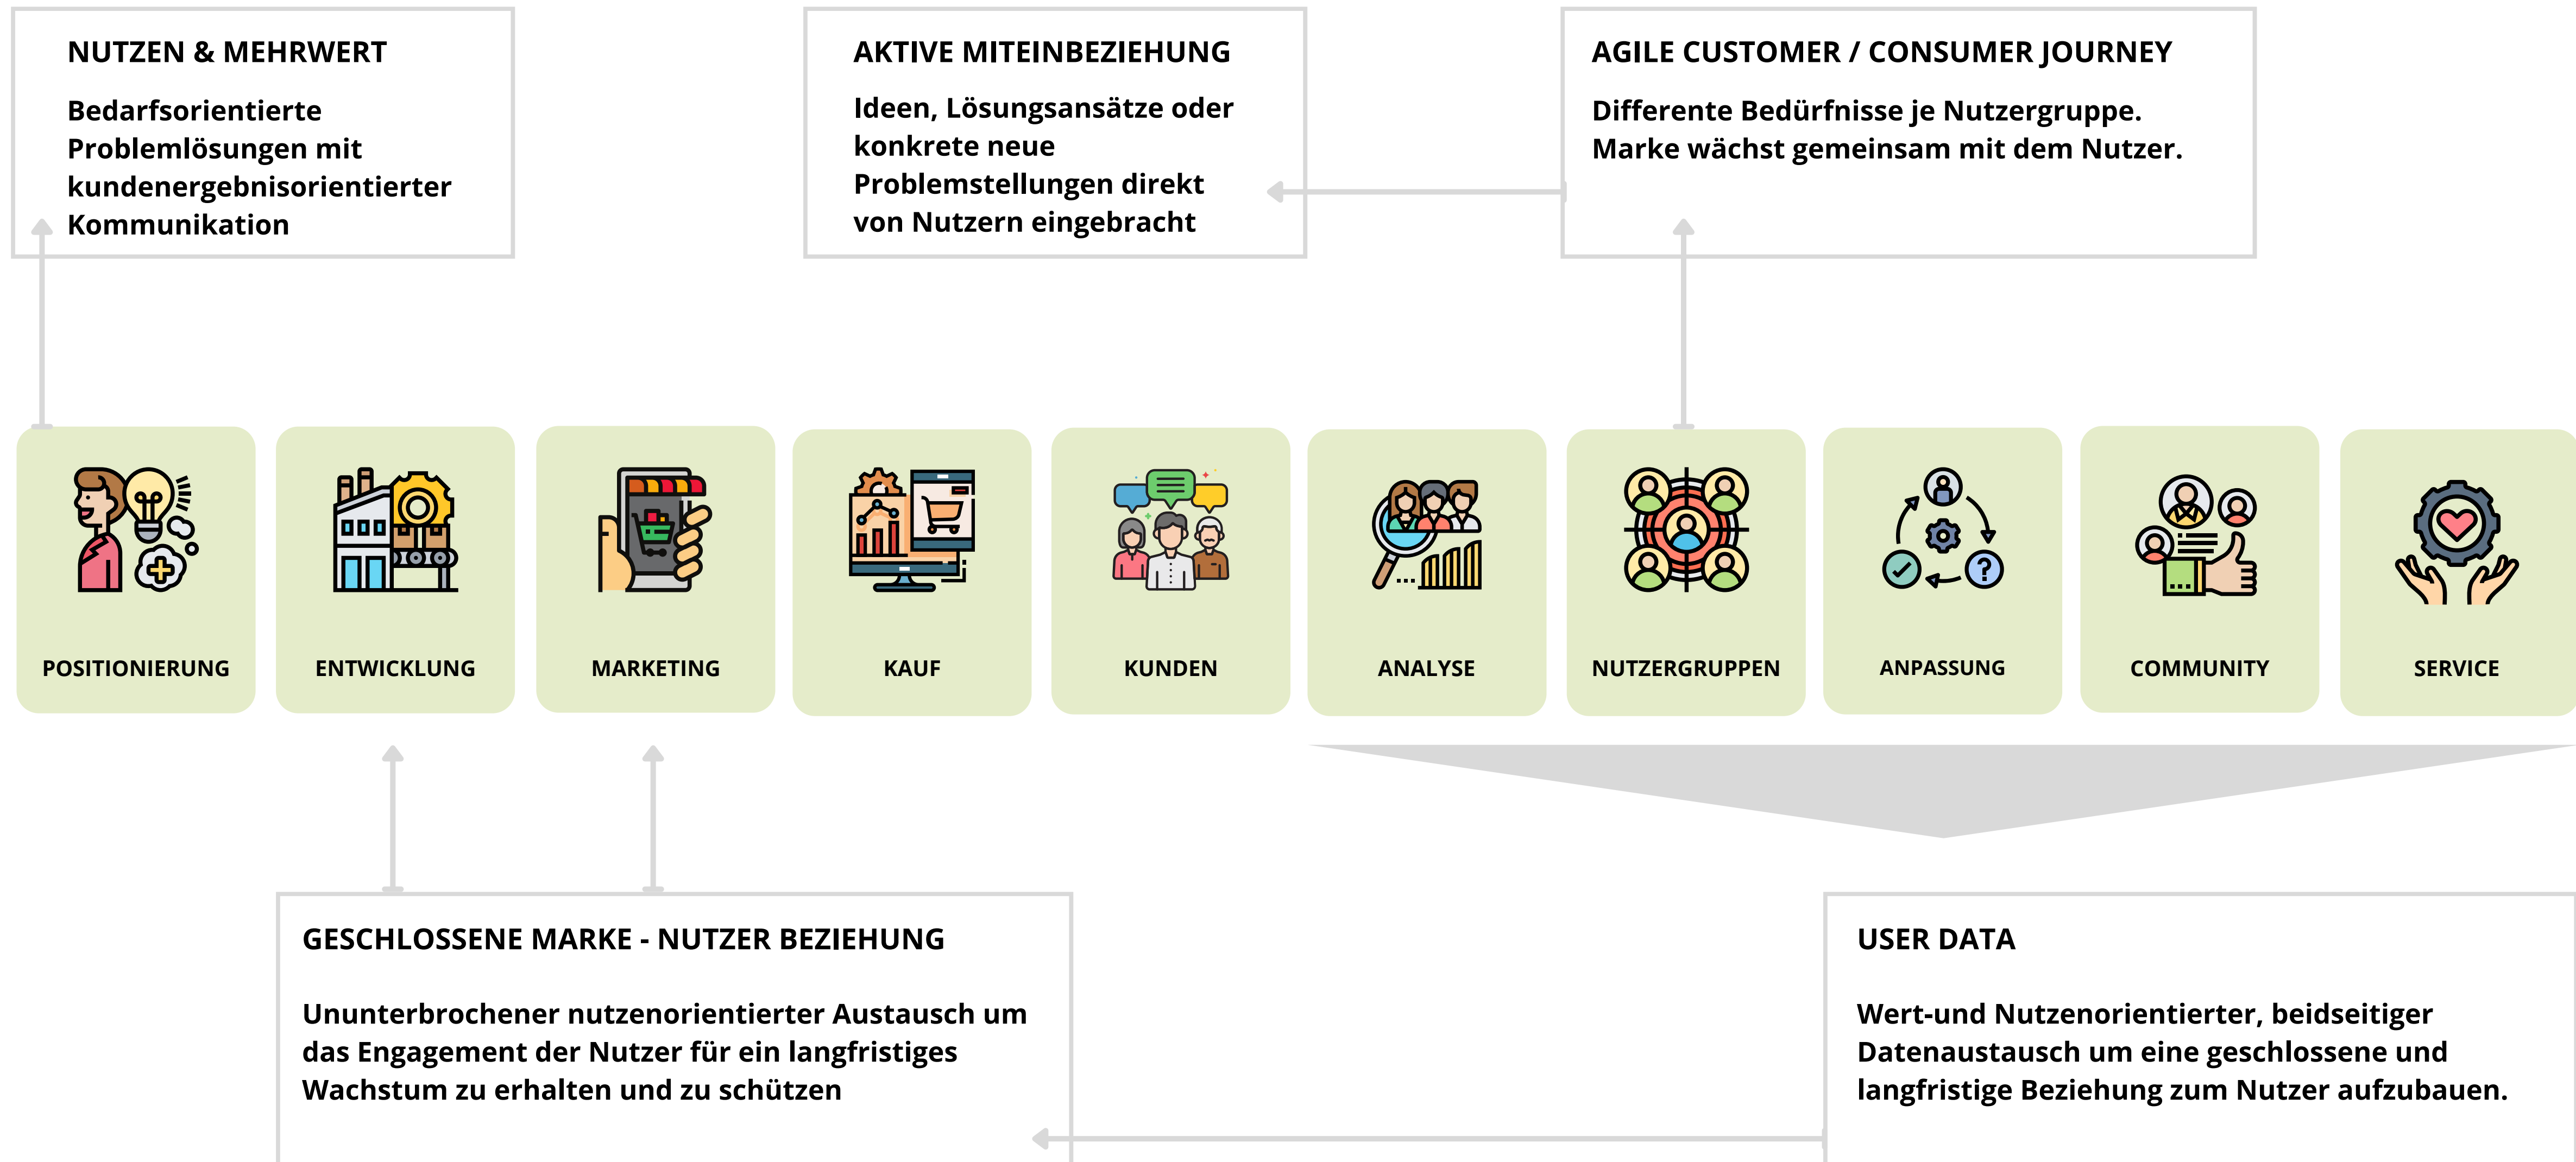 NUTZEN & MEHRWERT
Bedarfsorientierte
Problemlösungen mit
kundenergebnisorientierter
Kommunikation
AKTIVE MITEINBEZIEHUNG
Ideen, Lösungsansätze oder
konkrete neue
Problemstellungen direkt
von Nutzern eingebracht
AGILE CUSTOMER / CONSUMER JOURNEY
Differente Bedürfnisse je Nutzergruppe.
Marke wächst gemeinsam mit dem Nutzer.
POSITIONIERUNG
ENTWICKLUNG
MARKETING
KAUF
KUNDEN
ANALYSE
NUTZERGRUPPEN
ANPASSUNG
COMMUNITY
SERVICE
GESCHLOSSENE MARKE - NUTZER BEZIEHUNG
Ununterbrochener nutzenorientierter Austausch um
das Engagement der Nutzer für ein langfristiges
Wachstum zu erhalten und zu schützen
USER DATA
Wert-und Nutzenorientierter, beidseitiger
Datenaustausch um eine geschlossene und
langfristige Beziehung zum Nutzer aufzubauen.